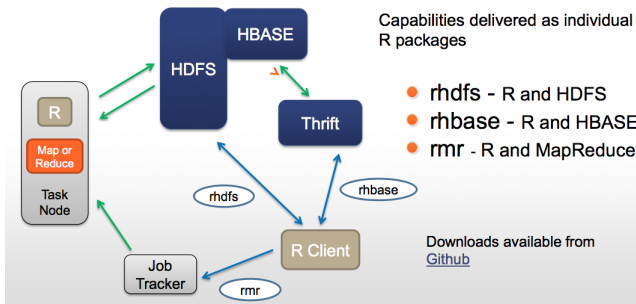 HBASE
HDFS
Capabilities delivered as individual
R packages
R
Map or
Reduce
Task
Node
Thrift
rhdfs - R and HDFS
rhbase - R and HBASE
rmr - R and MapReduce
rhdfs
rhbase
R Client
Job
Tracker
rmr
Downloads available from
Github